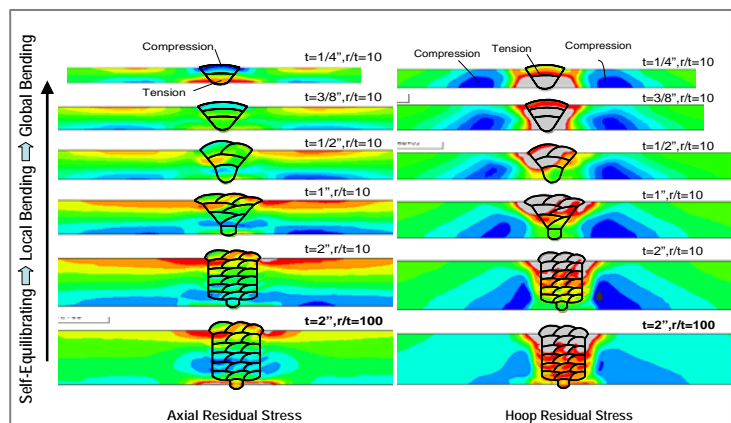 Self-Equilibrating ⇨ Local Bending ⇨ Global Bending
Compression
t=1/4",r/t=10
Tension
t=3/8",r/t=10
t=1/2",r/t=10
t=1",r/t=10
t=2",r/t=10
t=2",r/t=100
Axial Residual Stress
Compression
Tension
Compression
t=1/4",r/t=10
t=3/8",r/t=10
t=1/2",r/t=10
t=1",r/t=10
t=2",r/t=10
t=2",r/t=100
Hoop Residual Stress